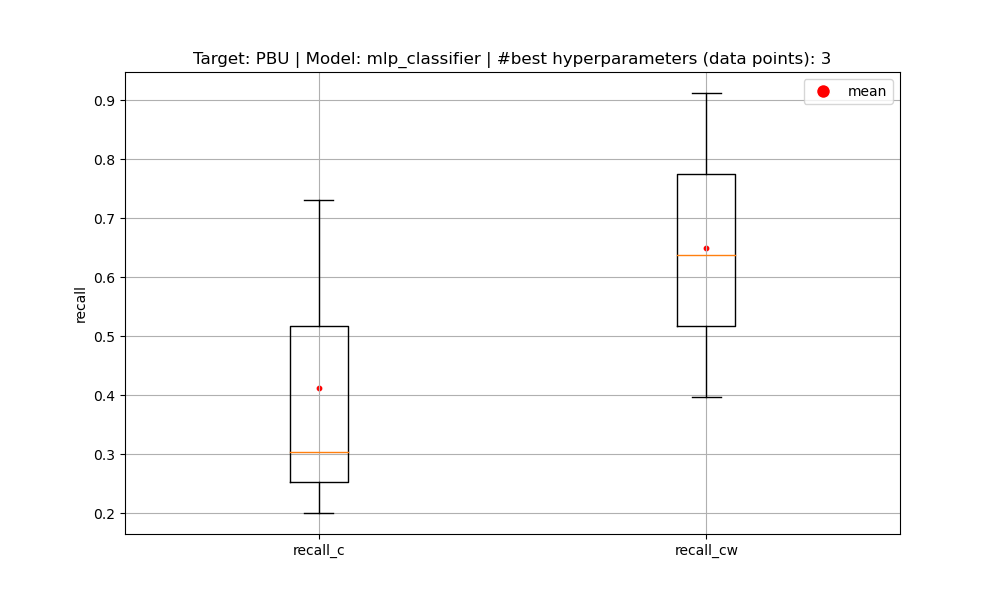 Target: PBU | Model: mlp_classifier | #best hyperparameters (data points): 3
mean
0.9
0.8
0.7
0.6
0.5
0.4
0.3
0.2
recall
recall_c
recall_cw